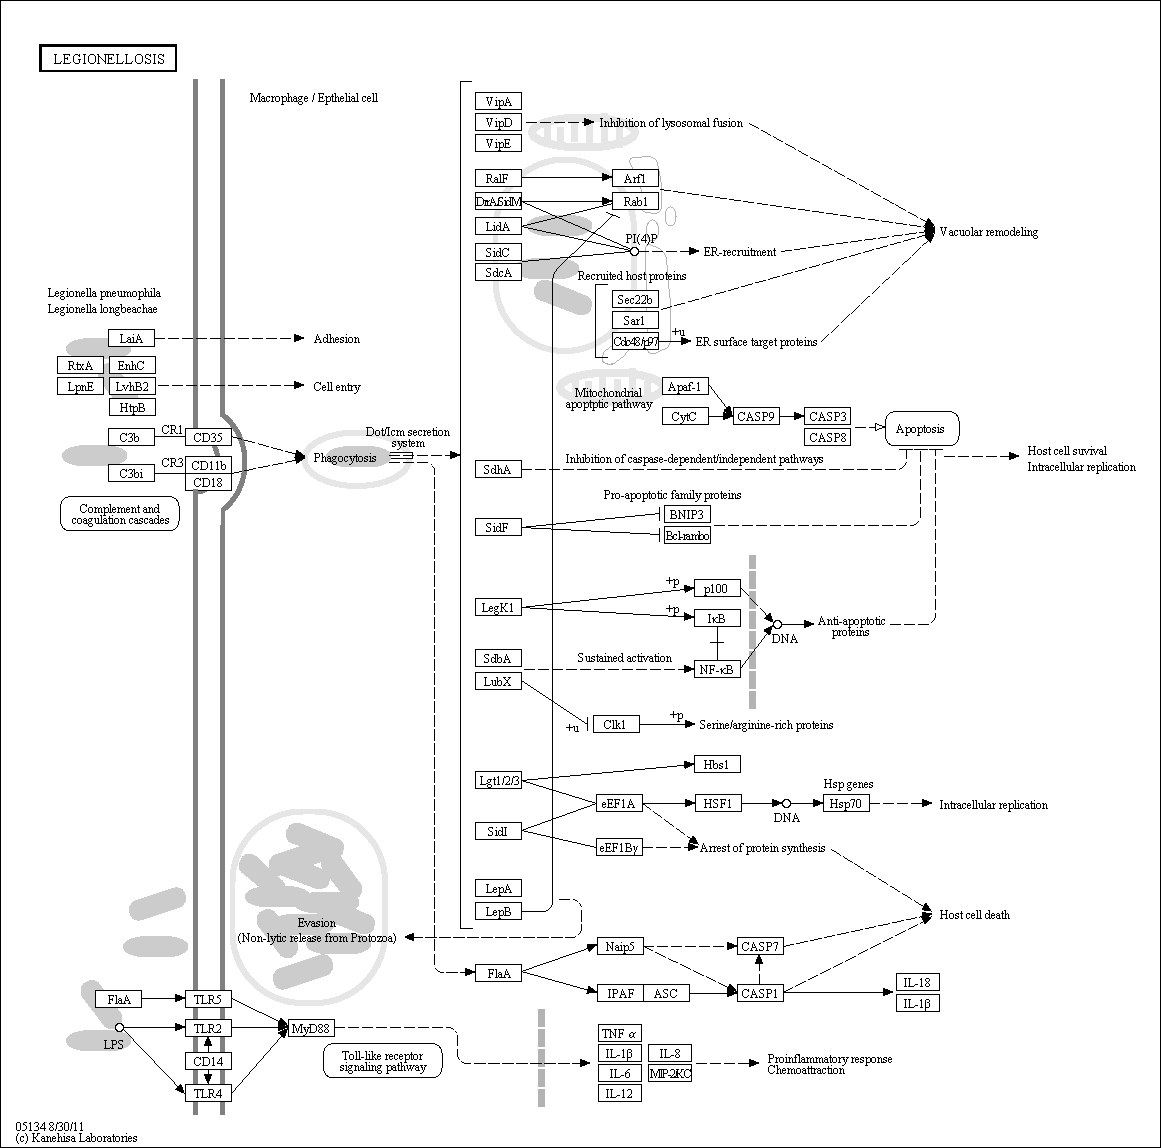 LEGIONELLOSIS
Macrophage / Epthelial cell
VipA
VipD
VipE
Inhibition of lysosomal fusion
RalF
Arf1
DrrA/SidM
Rab1
LidA
Vacuolar remodeling
PI(4)P
SidC
ER-recruitment
SdcA
Recruited host proteins
Legionella pneumophila
Legionella longbeachae
Sec22b
Sar1
+u
Cdc48/p97
ER surface target proteins
LaiA
Adhesion
RtxA
EnhC
LpnE
LvhB2
Cell entry
HtpB
Mitochondrial
apoptptic pathway
Apaf-1
CytC
CASP9
CASP3
CASP8
Apoptosis
C3b
CR1
CD35
Dot/Icm secretion
system
Phagocytosis
C3bi
CR3
CD11b
CD18
SdhA
Inhibition of caspase-dependent/independent pathways
Host cell suvival
Intracellular replication
Complement and
coagulation cascades
Pro-apoptotic family proteins
SidF
BNIP3
Bcl-rambo
LegK1
+p
p100
+p
IκB
DNA
Anti-apoptotic
proteins
SdbA
Sustained activation
NF-κB
LubX
+u
Clk1
+p
Serine/arginine-rich proteins
Lgt1/2/3
Hbs1
eEF1A
HSF1
DNA
Hsp genes
Hsp70
Intracellular replication
SidI
eEF1Bγ
Arrest of protein synthesis
LepA
LepB
Host cell death
Evasion
(Non-lytic release from Protozoa)
Naip5
CASP7
FlaA
IPAF
ASC
CASP1
IL-18
IL-1β
FlaA
TLR5
LPS
TLR2
MyD88
CD14
TLR4
Toll-like receptor
signaling pathway
TNF α
IL-1β
IL-8
IL-6
MIP-2/KC
IL-12
Proinflammatory response
Chemoattraction
05134 8/30/11
(c) Kanehisa Laboratories